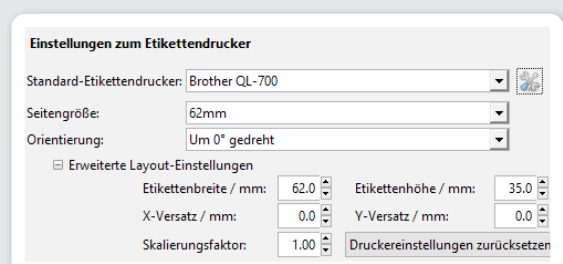 Einstellungen zum Etikettendrucker
Standard-Etikettendrucker: Brother QL-700
Seitengröße: 62mm
Orientierung: Um 0° gedreht
Erweiterte Layout-Einstellungen
Etikettenbreite / mm: 62.0 Etikettenhöhe / mm: 35.0
X-Versatz / mm: 0.0 Y-Versatz / mm: 0.0
Skalierungsfaktor: 1.00 Druckereinstellungen zurücksetzen